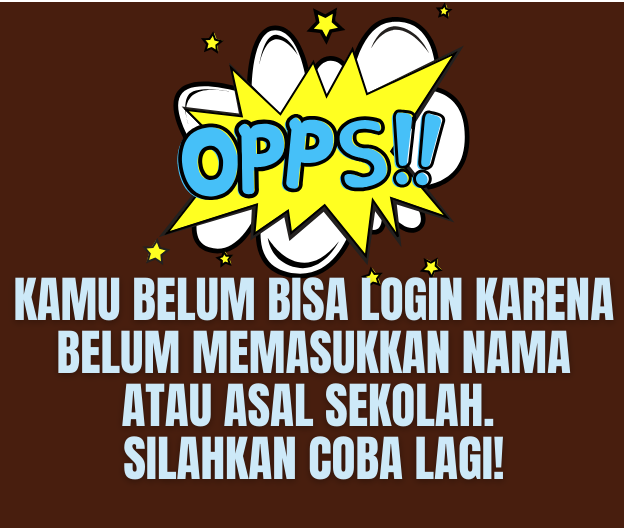 OPPS!!
KAMU BELUM BISA LOGIN KARENA
BELUM MEMASUKKAN NAMA
ATAU ASAL SEKOLAH.
SILAHKAN COBA LAGI!